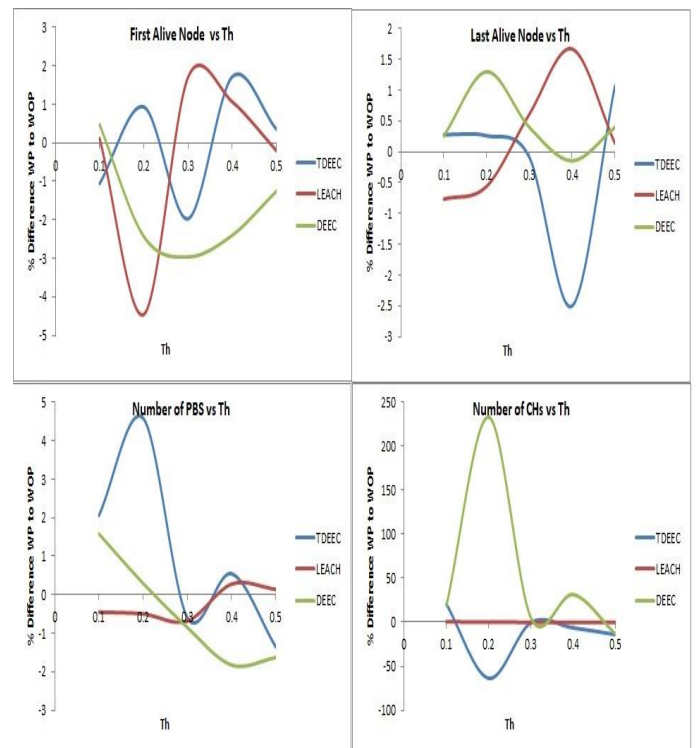 First Alive Node vs Th
% Difference WP to WOP
3
2
1
0
-1
-2
-3
-4
-5
0
0.1
0.2
0.3
0.4
0.5
Th
TDEEC
LEACH
DEEC
Last Alive Node vs Th
% Difference WP to WOP
2
1.5
1
0.5
0
-0.5
-1
-1.5
-2
-2.5
-3
0
0.1
0.2
0.3
0.4
0.5
Th
TDEEC
LEACH
DEEC
Number of PBS vs Th
% Difference WP to WOP
5
4
3
2
1
0
-1
-2
-3
0
0.1
0.2
0.3
0.4
0.5
Th
TDEEC
LEACH
DEEC
Number of CHs vs Th
% Difference WP to WOP
250
200
150
100
50
0
-50
-100
0
0.1
0.2
0.3
0.4
0.5
Th
TDEEC
LEACH
DEEC